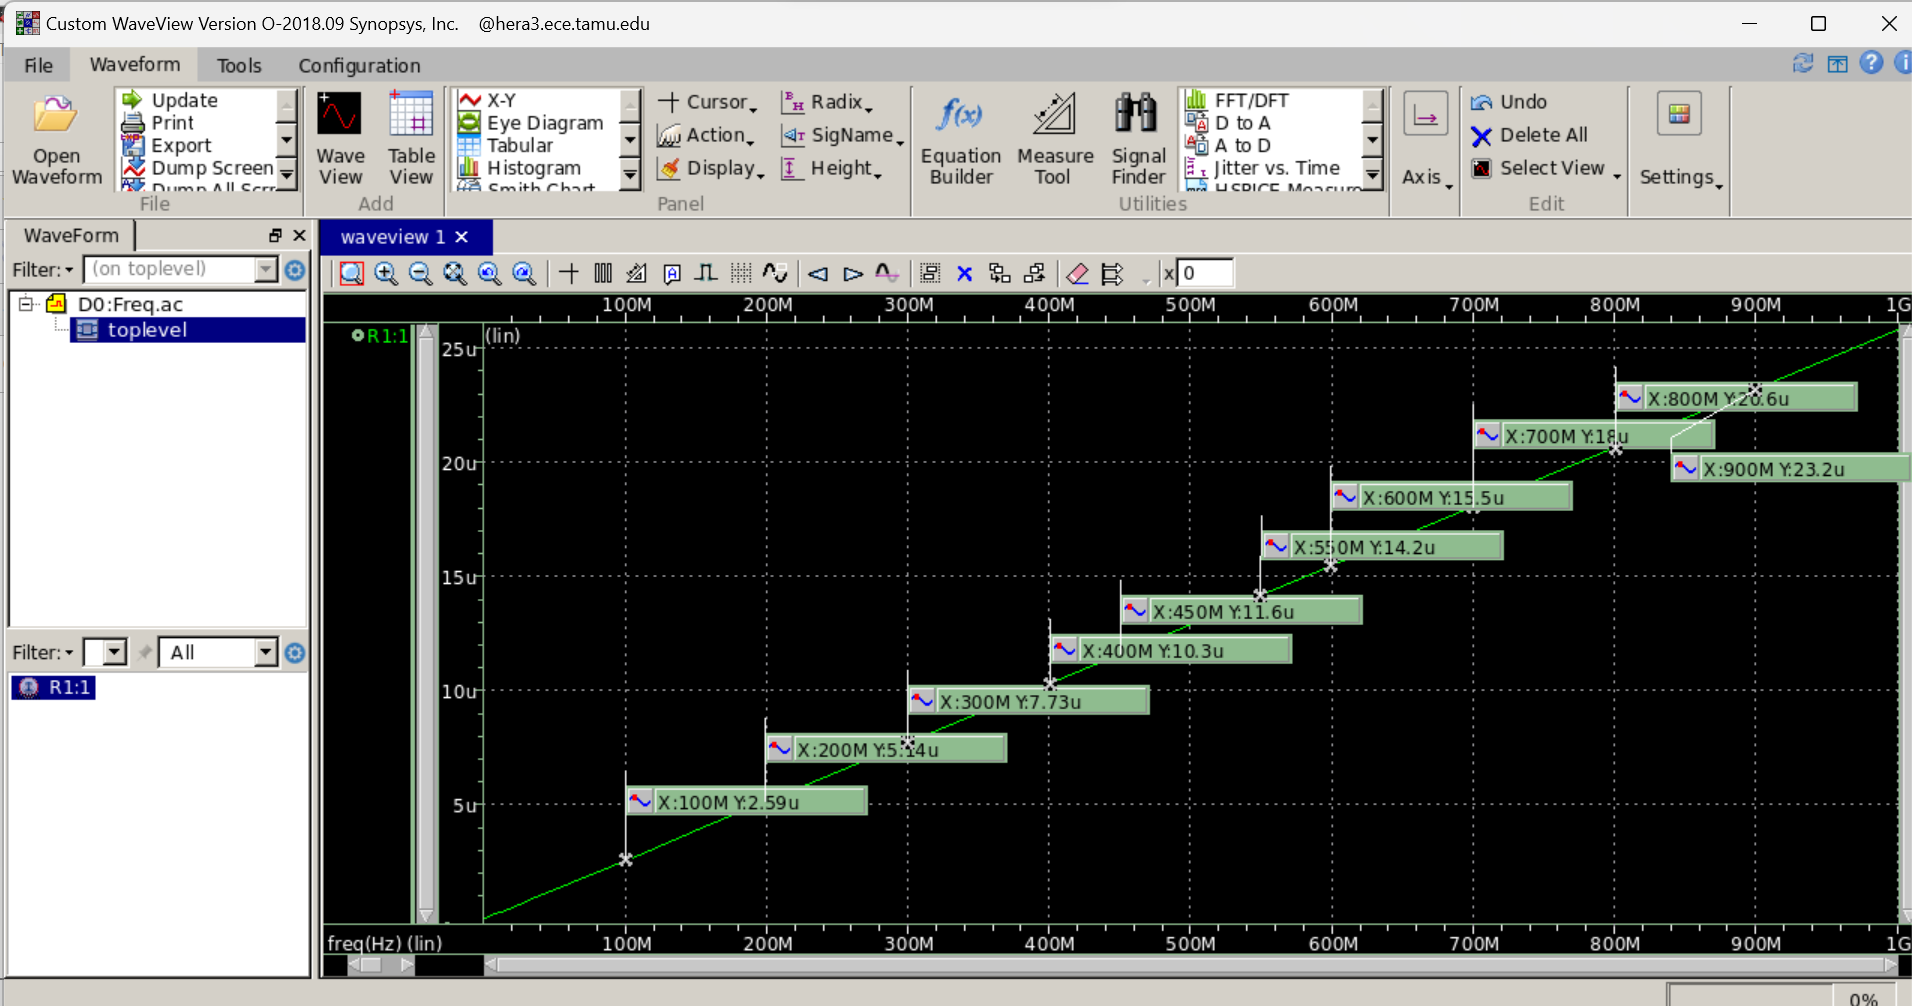 Custom WaveView Version O-2018.09 Synopsys, Inc. @hera3.ece.tamu.edu
File Waveform Tools Configuration
Open Waveform
Update
Print
Export
Dump Screen
Dump All Scr
File
Wave View
Table View
Add
X-Y
Eye Diagram
Tabular
Histogram
Smith Chart
Panel
Cursor
Action
Display
Radix
SigName
Height
Equation Builder
Measure Tool
Signal Finder
FFT/DFT
D to A
A to D
Jitter vs. Time
HSPICE Measure
Utilities
Axis
Undo
Delete All
Select View
Edit
Settings
WaveForm
Filter: (on toplevel)
D0:Freq.ac
toplevel
Filter: All
R1:1
waveview 1
x 0
100M 200M 300M 400M 500M 600M 700M 800M 900M 1G
R1:1
(lin)
25u
20u
15u
10u
5u
X:800M Y:20.6u
X:700M Y:18u
X:900M Y:23.2u
X:600M Y:15.5u
X:550M Y:14.2u
X:450M Y:11.6u
X:400M Y:10.3u
X:300M Y:7.73u
X:200M Y:5.14u
X:100M Y:2.59u
freq(Hz) (lin) 100M 200M 300M 400M 500M 600M 700M 800M 900M 1G
0%